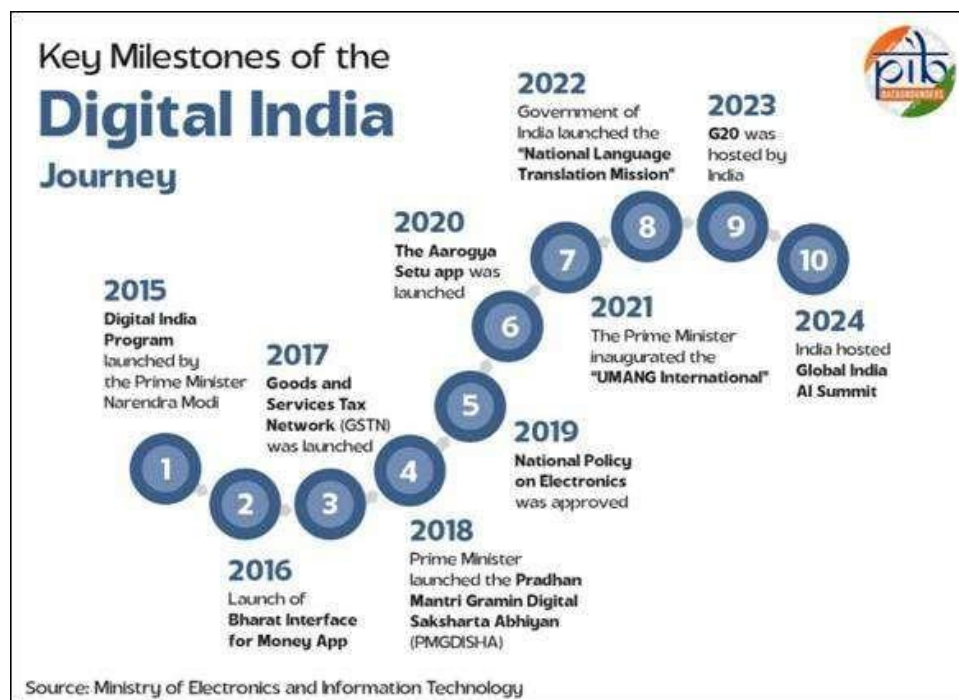 Key Milestones of the
Digital India
Journey
pib
BACKGROUNDERS
2015
Digital India
Program
launched by
the Prime Minister
Narendra Modi
1
2
2016
Launch of
Bharat Interface
for Money App
2017
Goods and
Services Tax
Network (GSTN)
was launched
3
4
2018
Prime Minister
launched the Pradhan
Mantri Gramin Digital
Saksharta Abhiyan
(PMGDISHA)
5
2019
National Policy
on Electronics
was approved
2020
The Aarogya
Setu app was
launched
6
7
2021
The Prime Minister
inaugurated the
"UMANG International"
2022
Government of
India launched the
"National Language
Translation Mission"
8
2023
G20 was
hosted by
India
9
10
2024
India hosted
Global India
AI Summit
Source: Ministry of Electronics and Information Technology